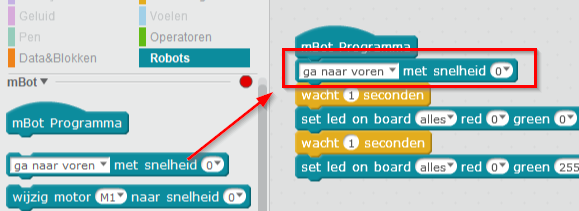 Geluid
Voelen
Pen
Operatoren
Data&Blokken
Robots
mBot
mBot Programma
ga naar voren met snelheid 0
wijzig motor M1 naar snelheid 0
mBot Programma
ga naar voren met snelheid 0
wacht 1 seconden
set led on board alles red 0 green 0
wacht 1 seconden
set led on board alles red 0 green 255